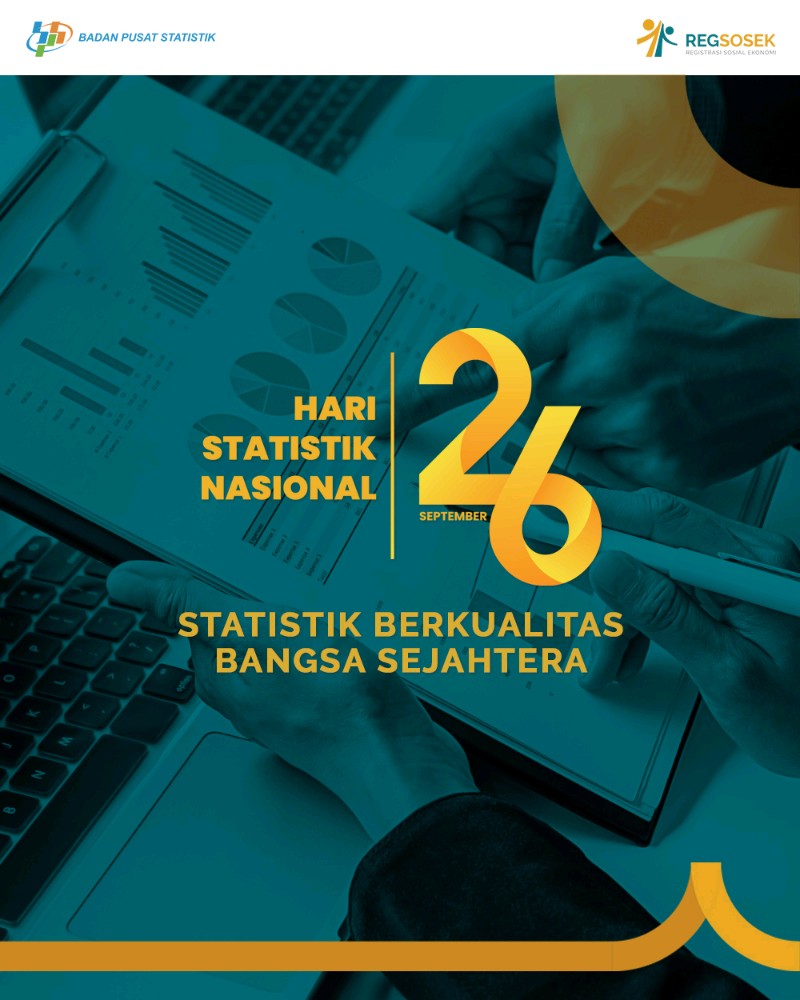 BADAN PUSAT STATISTIK
REGSOSEK
REGISTRASI SOSIAL EKONOMI
HARI
STATISTIK
NASIONAL
26
SEPTEMBER
STATISTIK BERKUALITAS
BANGSA SEJAHTERA